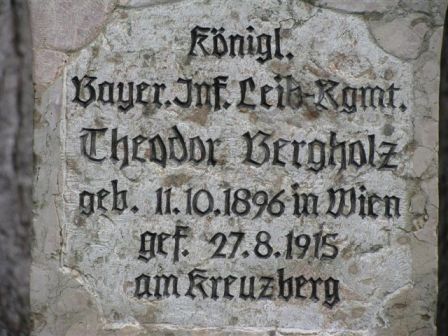 Königl.
Bayer. Inf. Leib-Rgmt.
Theodor Bergholz
geb. 11.10.1896 in Wien
gef. 27.8.1915
am Kreuzberg